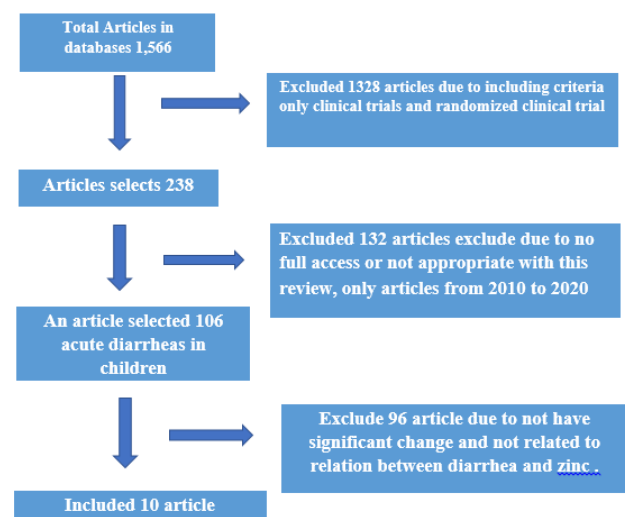 Total Articles in
databases 1,566
Excluded 1328 articles due to including criteria
only clinical trials and randomized clinical trial
Articles selects 238
Excluded 132 articles exclude due to no
full access or not appropriate with this
review, only articles from 2010 to 2020
An article selected 106
acute diarrheas in
children
Exclude 96 article due to not have
significant change and not related to
relation between diarrhea and zinc .
Included 10 article